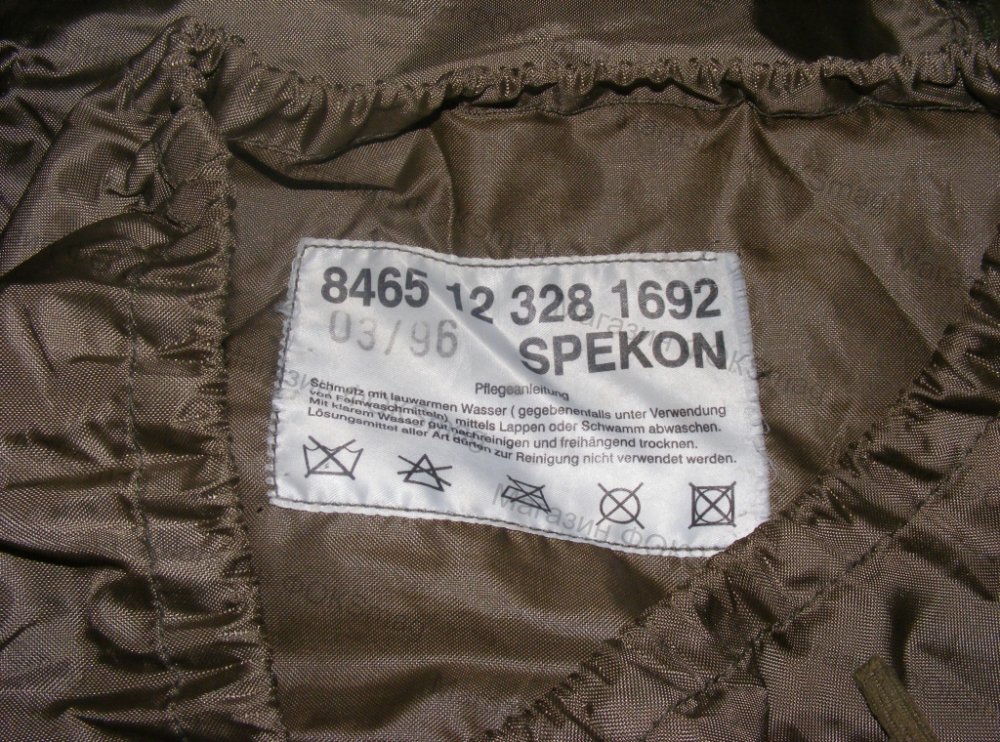 8465 12 328 1692
03/96
SPEKON
Pflegeanleitung
Schmutz mit lauwarmen Wasser ( gegebenenfalls unter Verwendung
von Feinwaschmitteln) mittels Lappen oder Schwamm abwaschen.
Mit klarem Wasser gut nachreinigen und freihängend trocknen.
Lösungsmittel aller Art dürfen zur Reinigung nicht verwendet werden.
Магазин ФОКС